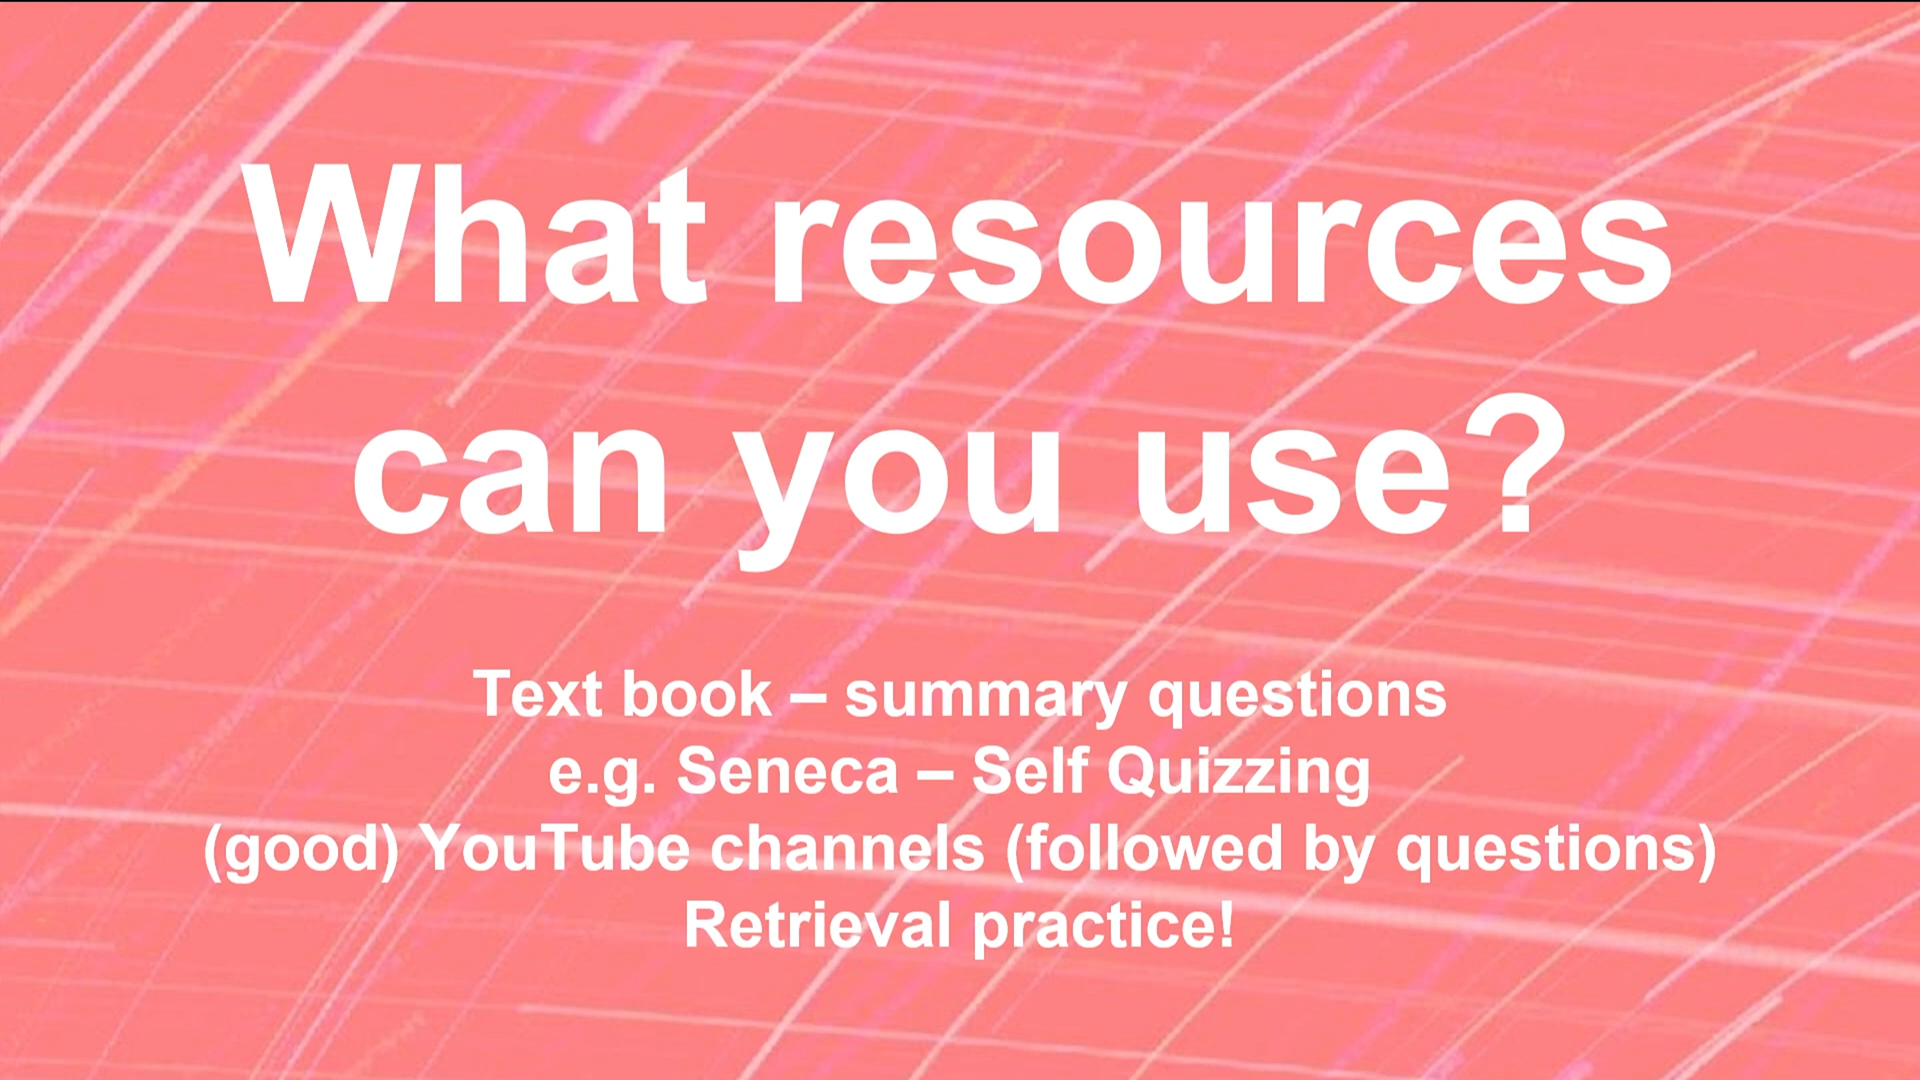 What resources
can you use?
Text book – summary questions
e.g. Seneca – Self Quizzing
(good) YouTube channels (followed by questions)
Retrieval practice!